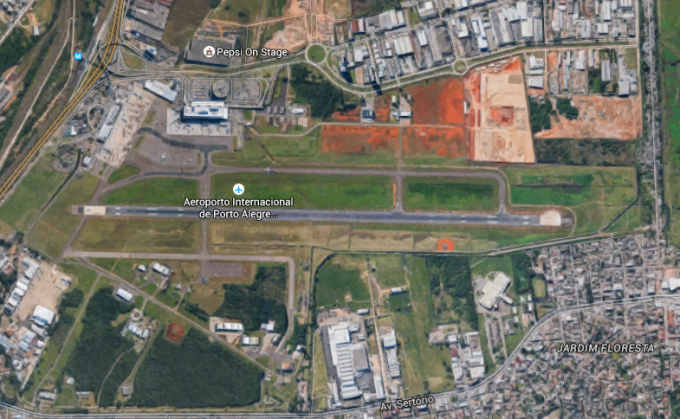 Pepsi On Stage
M
Aeroporto Internacional
de Porto Alegre...
JARDIM FLORESTA
Av. Sertório